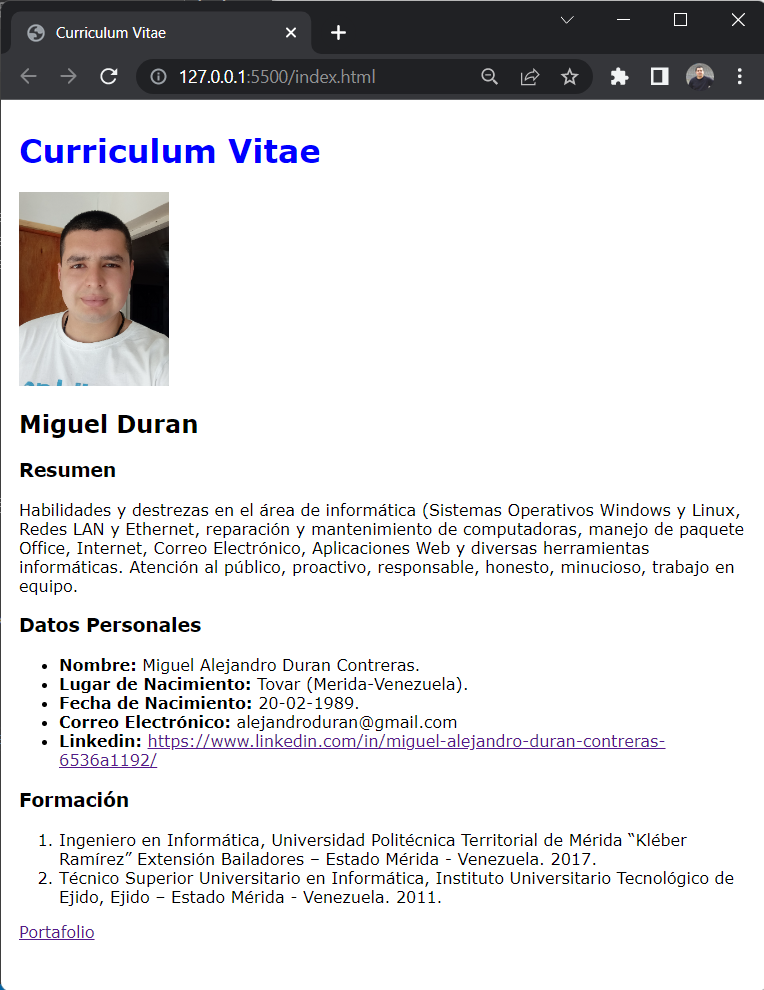 Curriculum Vitae
127.0.0.1:5500/index.html
Curriculum Vitae
Miguel Duran
Resumen
Habilidades y destrezas en el área de informática (Sistemas Operativos Windows y Linux,
Redes LAN y Ethernet, reparación y mantenimiento de computadoras, manejo de paquete
Office, Internet, Correo Electrónico, Aplicaciones Web y diversas herramientas
informáticas. Atención al público, proactivo, responsable, honesto, minucioso, trabajo en
equipo.
Datos Personales
• Nombre: Miguel Alejandro Duran Contreras.
• Lugar de Nacimiento: Tovar (Merida-Venezuela).
• Fecha de Nacimiento: 20-02-1989.
• Correo Electrónico: alejandroduran@gmail.com
• Linkedin: https://www.linkedin.com/in/miguel-alejandro-duran-contreras-
6536a1192/
Formación
1. Ingeniero en Informática, Universidad Politécnica Territorial de Mérida “Kléber
Ramírez” Extensión Bailadores – Estado Mérida - Venezuela. 2017.
2. Técnico Superior Universitario en Informática, Instituto Universitario Tecnológico de
Ejido, Ejido – Estado Mérida - Venezuela. 2011.
Portafolio